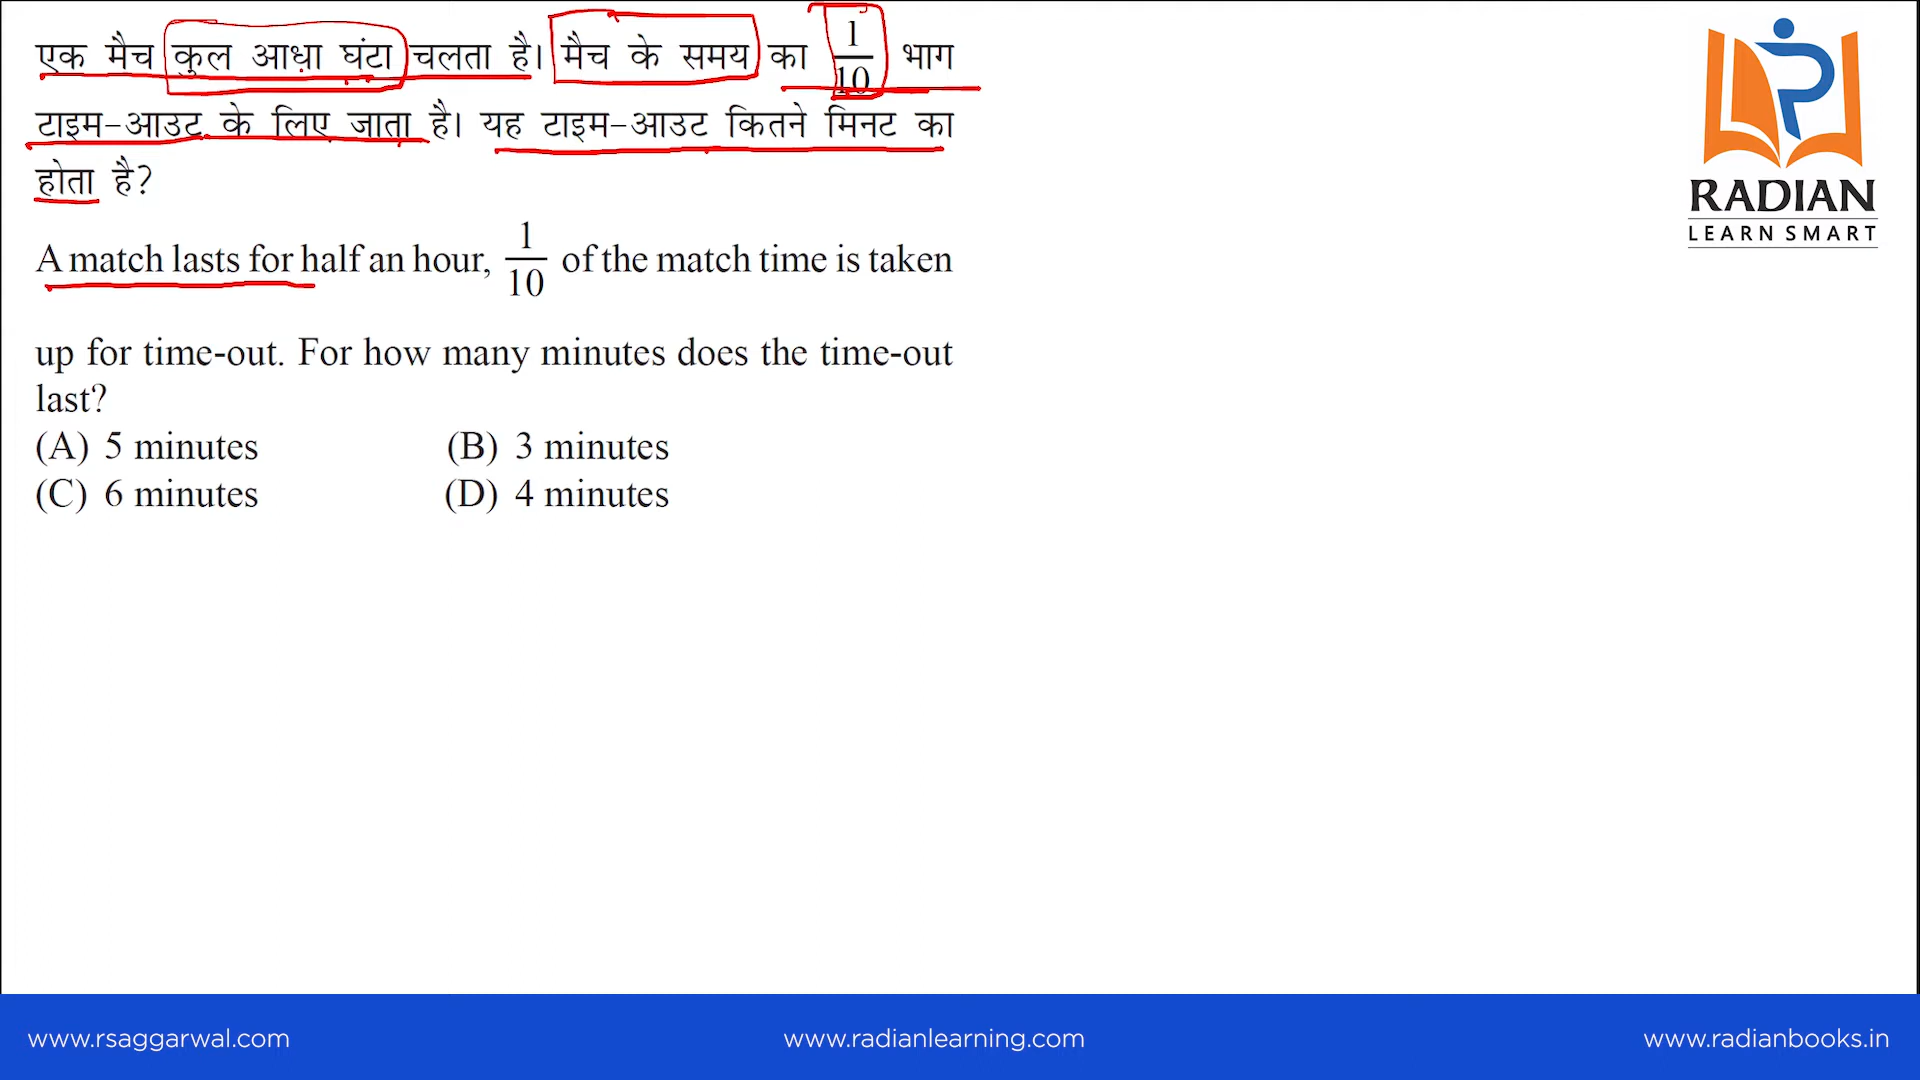 एक मैच कुल आधा घंटा चलता है। मैच के समय का 1/10 भाग
टाइम-आउट के लिए जाता है। यह टाइम-आउट कितने मिनट का
होता है?
A match lasts for half an hour, 1/10 of the match time is taken
up for time-out. For how many minutes does the time-out
last?
(A) 5 minutes (B) 3 minutes
(C) 6 minutes (D) 4 minutes
RADIAN
LEARN SMART
www.rsaggarwal.com www.radianlearning.com www.radianbooks.in